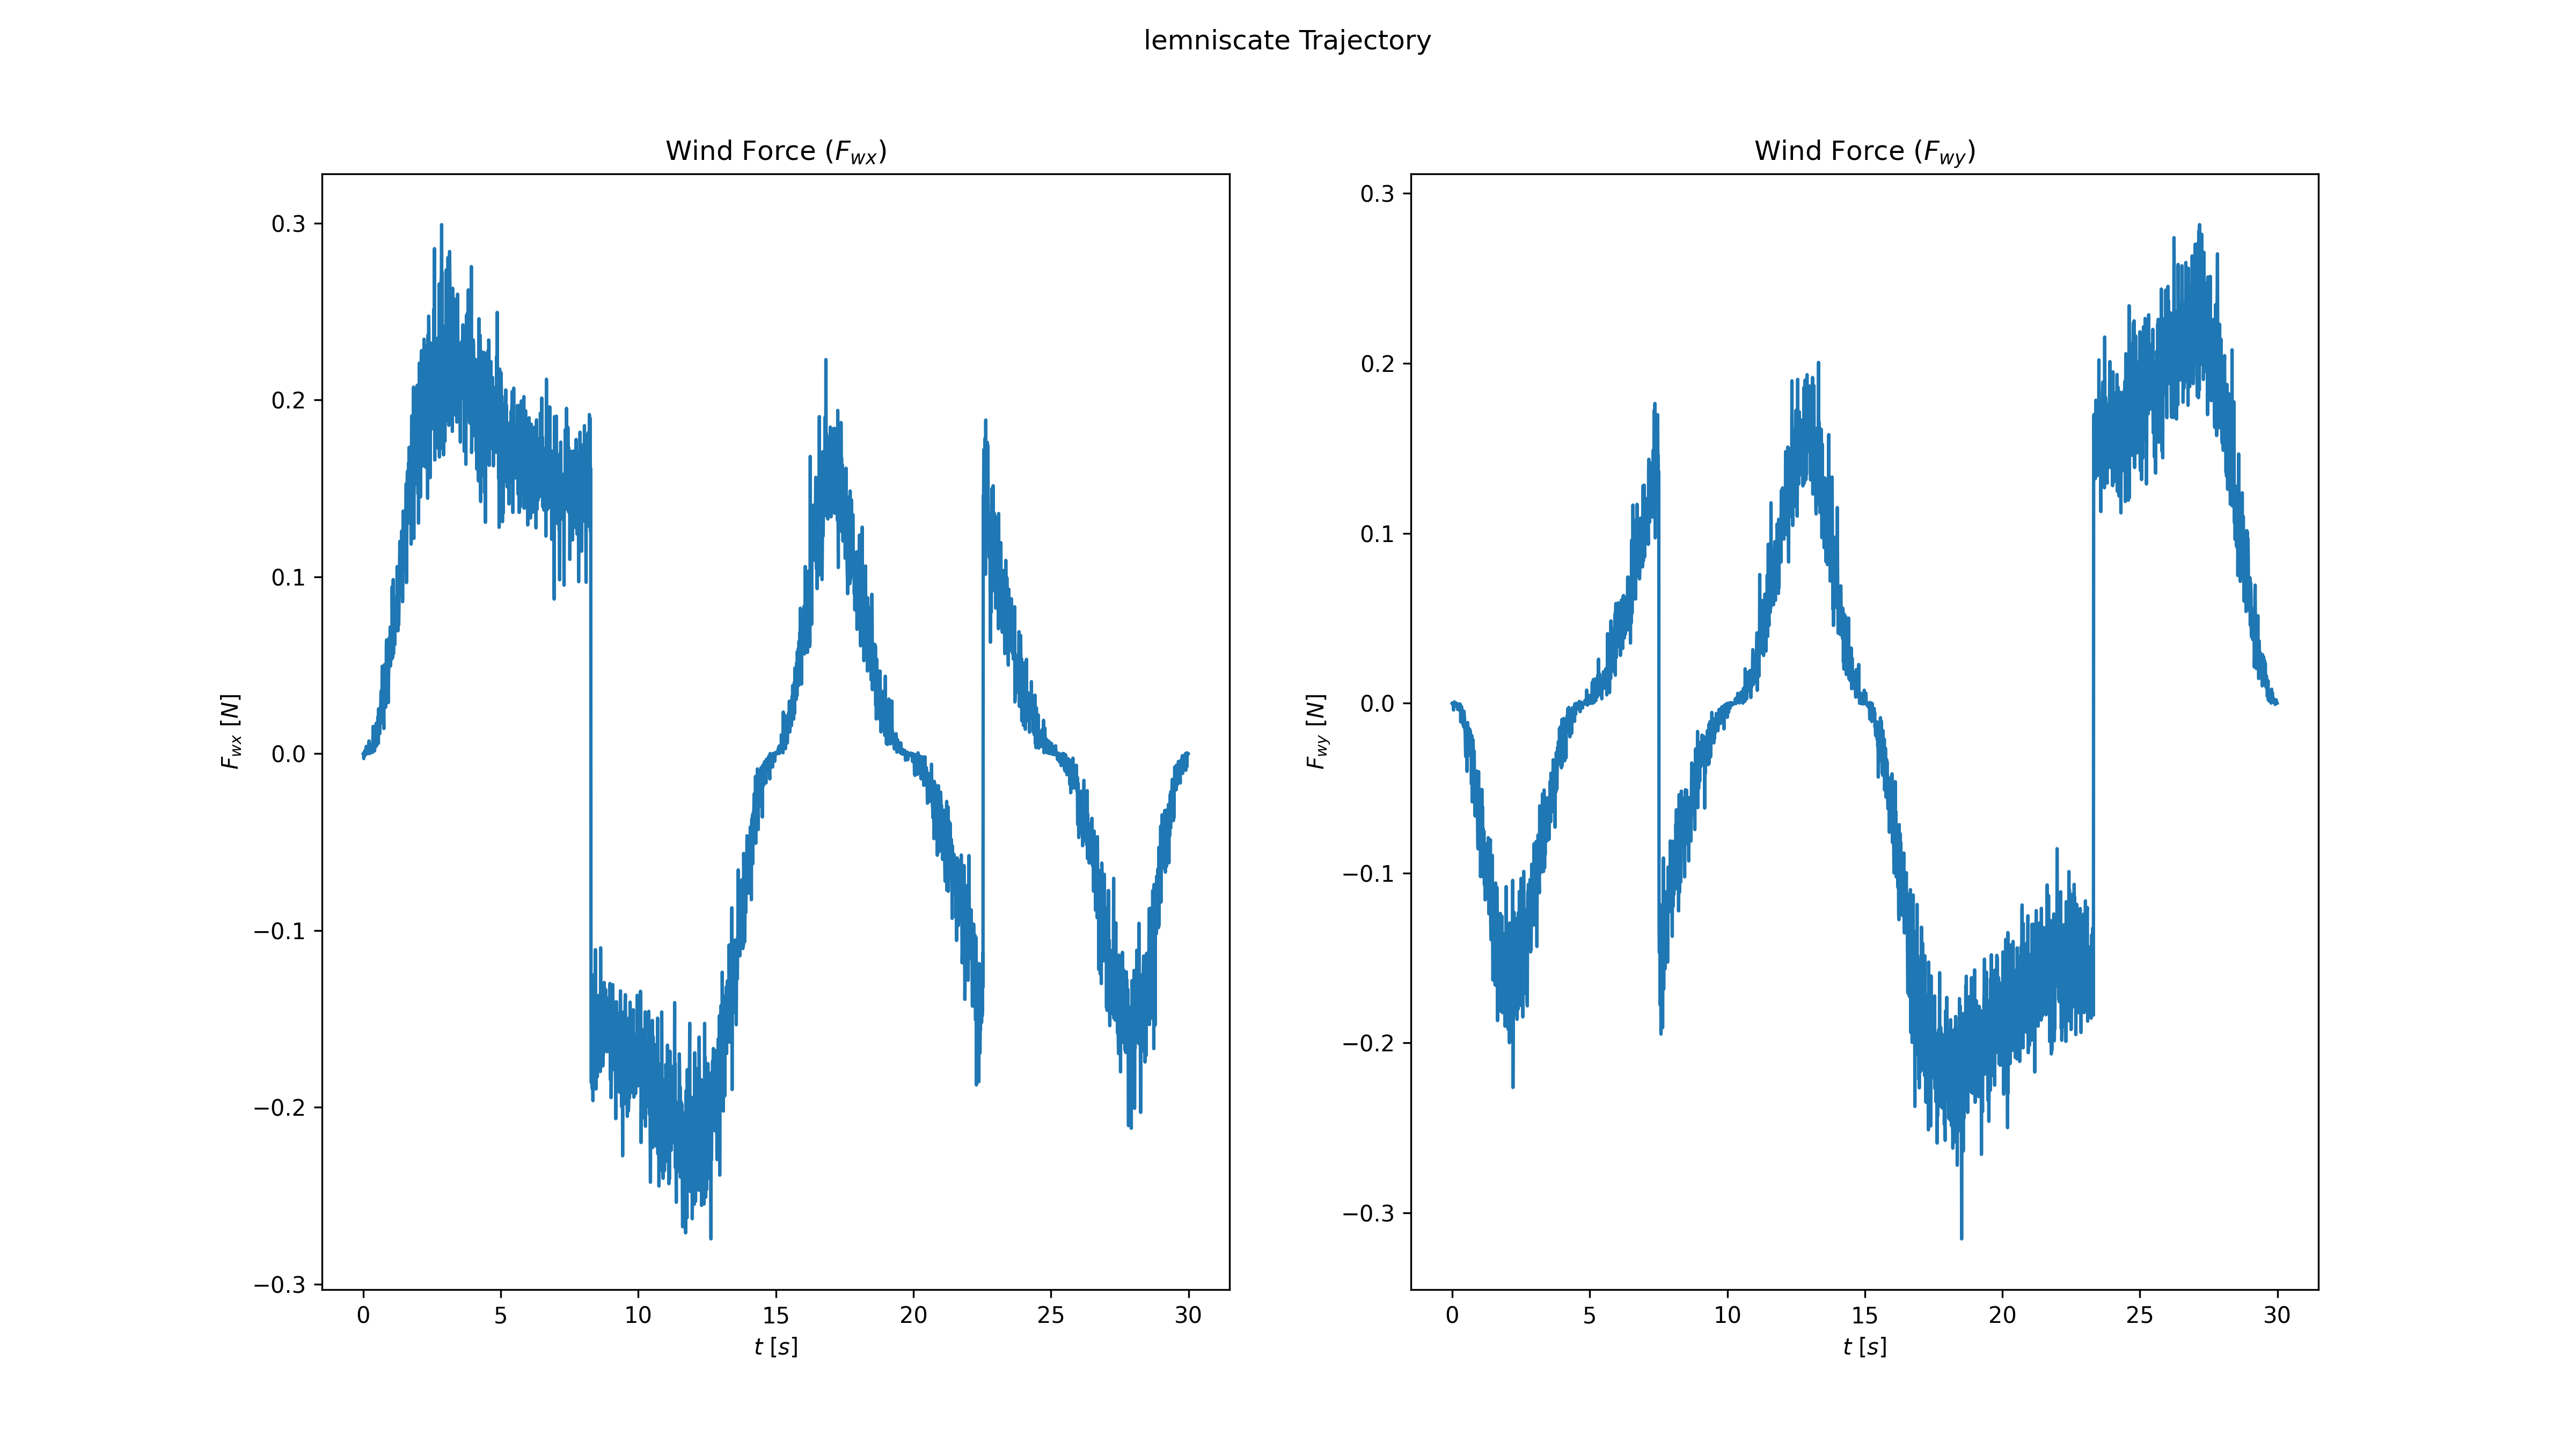 lemniscate Trajectory
Wind Force (F_wx)
0.3
0.2
0.1
0.0
−0.1
−0.2
−0.3
F_wx [N]
0 5 10 15 20 25 30
t [s]
Wind Force (F_wy)
0.3
0.2
0.1
0.0
−0.1
−0.2
−0.3
F_wy [N]
0 5 10 15 20 25 30
t [s]